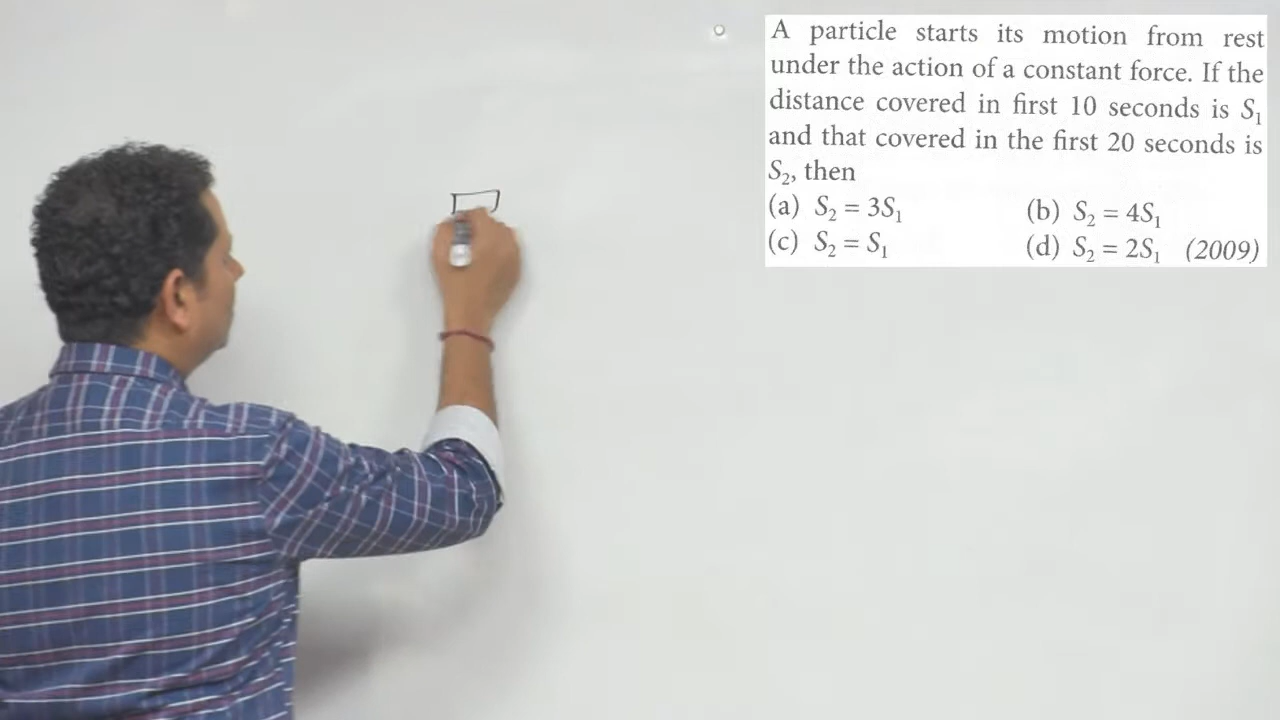 A particle starts its motion from rest
under the action of a constant force. If the
distance covered in first 10 seconds is S₁
and that covered in the first 20 seconds is
S₂, then
(a) S₂ = 3S₁ (b) S₂ = 4S₁
(c) S₂ = S₁ (d) S₂ = 2S₁ (2009)